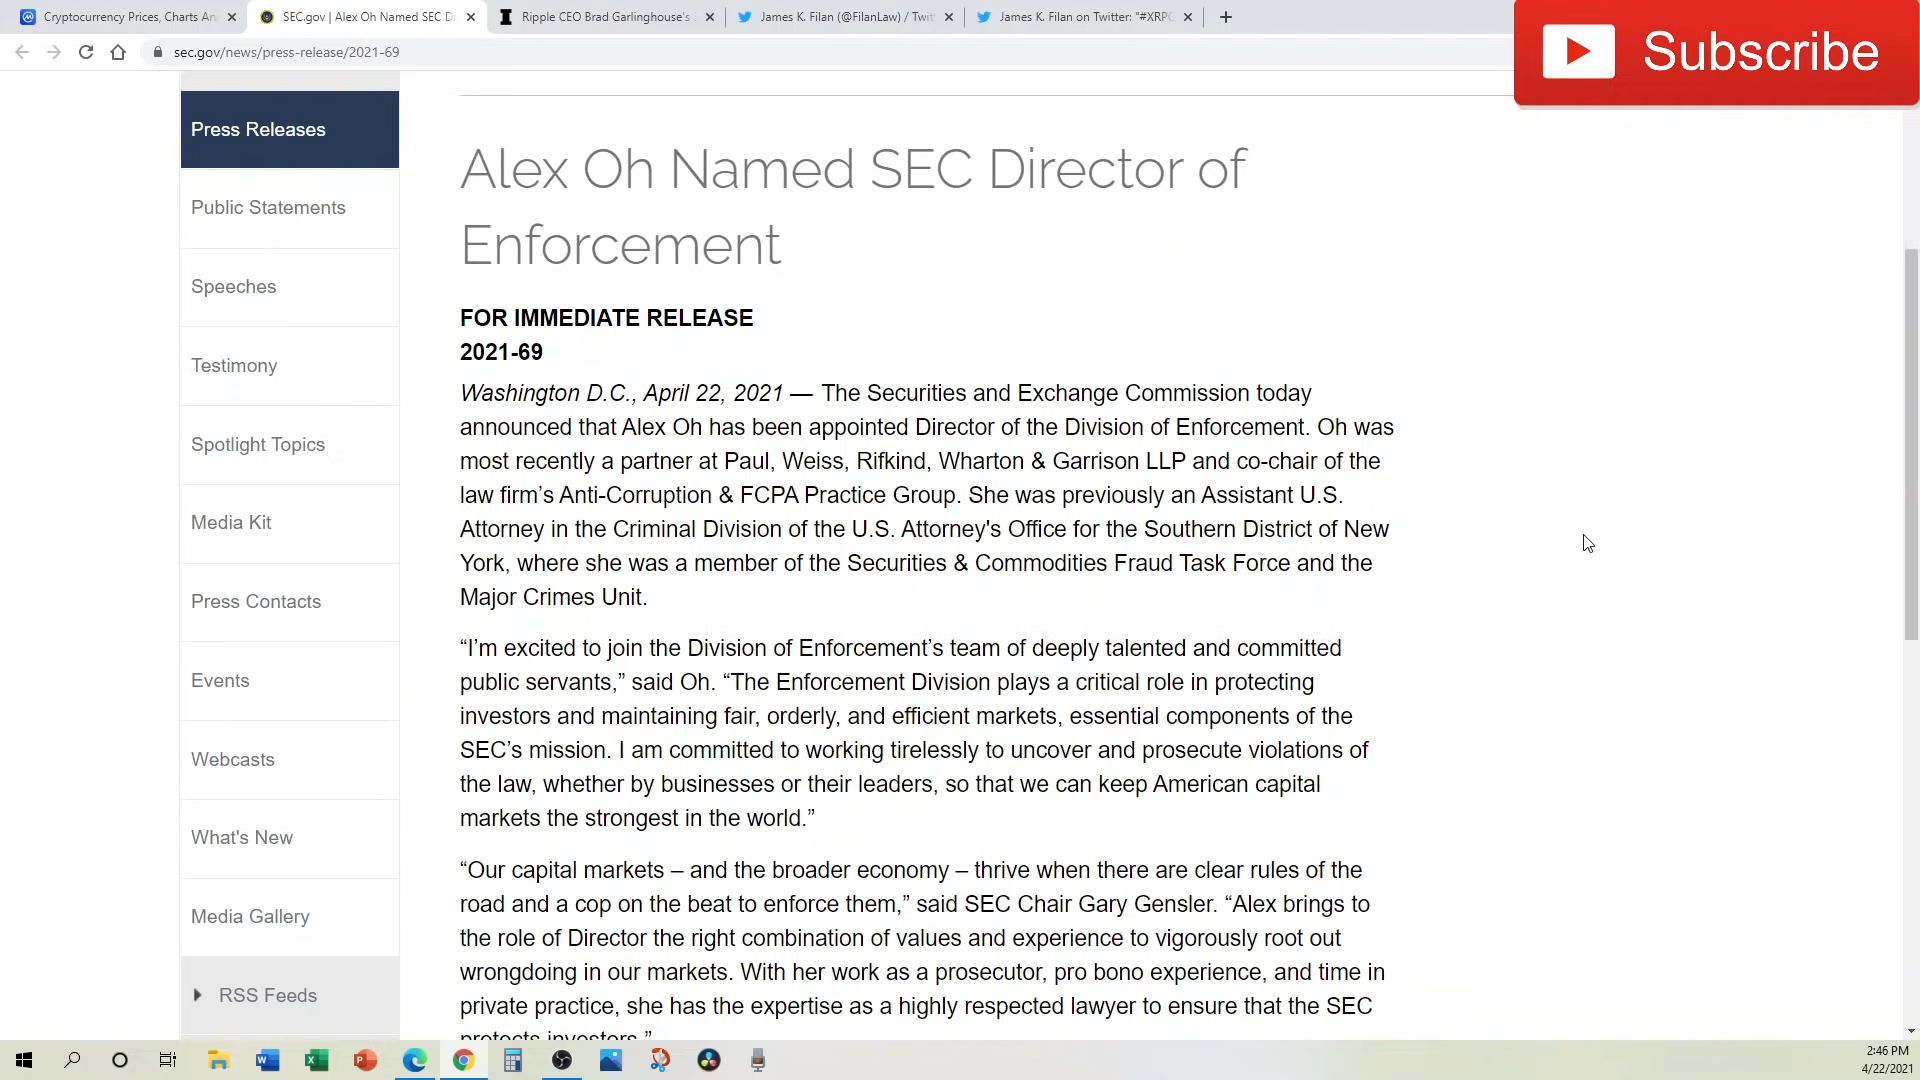 Cryptocurrency Prices, Charts An
SEC.gov | Alex Oh Named SEC Di
Ripple CEO Brad Garlinghouse's
James K. Filan (@FilanLaw) / Twit
James K. Filan on Twitter: "#XRPC
sec.gov/news/press-release/2021-69
Subscribe
Press Releases
Public Statements
Speeches
Testimony
Spotlight Topics
Media Kit
Press Contacts
Events
Webcasts
What's New
Media Gallery
RSS Feeds
Alex Oh Named SEC Director of
Enforcement
FOR IMMEDIATE RELEASE
2021-69
Washington D.C., April 22, 2021 — The Securities and Exchange Commission today
announced that Alex Oh has been appointed Director of the Division of Enforcement. Oh was
most recently a partner at Paul, Weiss, Rifkind, Wharton & Garrison LLP and co-chair of the
law firm’s Anti-Corruption & FCPA Practice Group. She was previously an Assistant U.S.
Attorney in the Criminal Division of the U.S. Attorney's Office for the Southern District of New
York, where she was a member of the Securities & Commodities Fraud Task Force and the
Major Crimes Unit.
“I’m excited to join the Division of Enforcement’s team of deeply talented and committed
public servants,” said Oh. “The Enforcement Division plays a critical role in protecting
investors and maintaining fair, orderly, and efficient markets, essential components of the
SEC’s mission. I am committed to working tirelessly to uncover and prosecute violations of
the law, whether by businesses or their leaders, so that we can keep American capital
markets the strongest in the world.”
“Our capital markets – and the broader economy – thrive when there are clear rules of the
road and a cop on the beat to enforce them,” said SEC Chair Gary Gensler. “Alex brings to
the role of Director the right combination of values and experience to vigorously root out
wrongdoing in our markets. With her work as a prosecutor, pro bono experience, and time in
private practice, she has the expertise as a highly respected lawyer to ensure that the SEC
protects investors.”
2:46 PM
4/22/2021